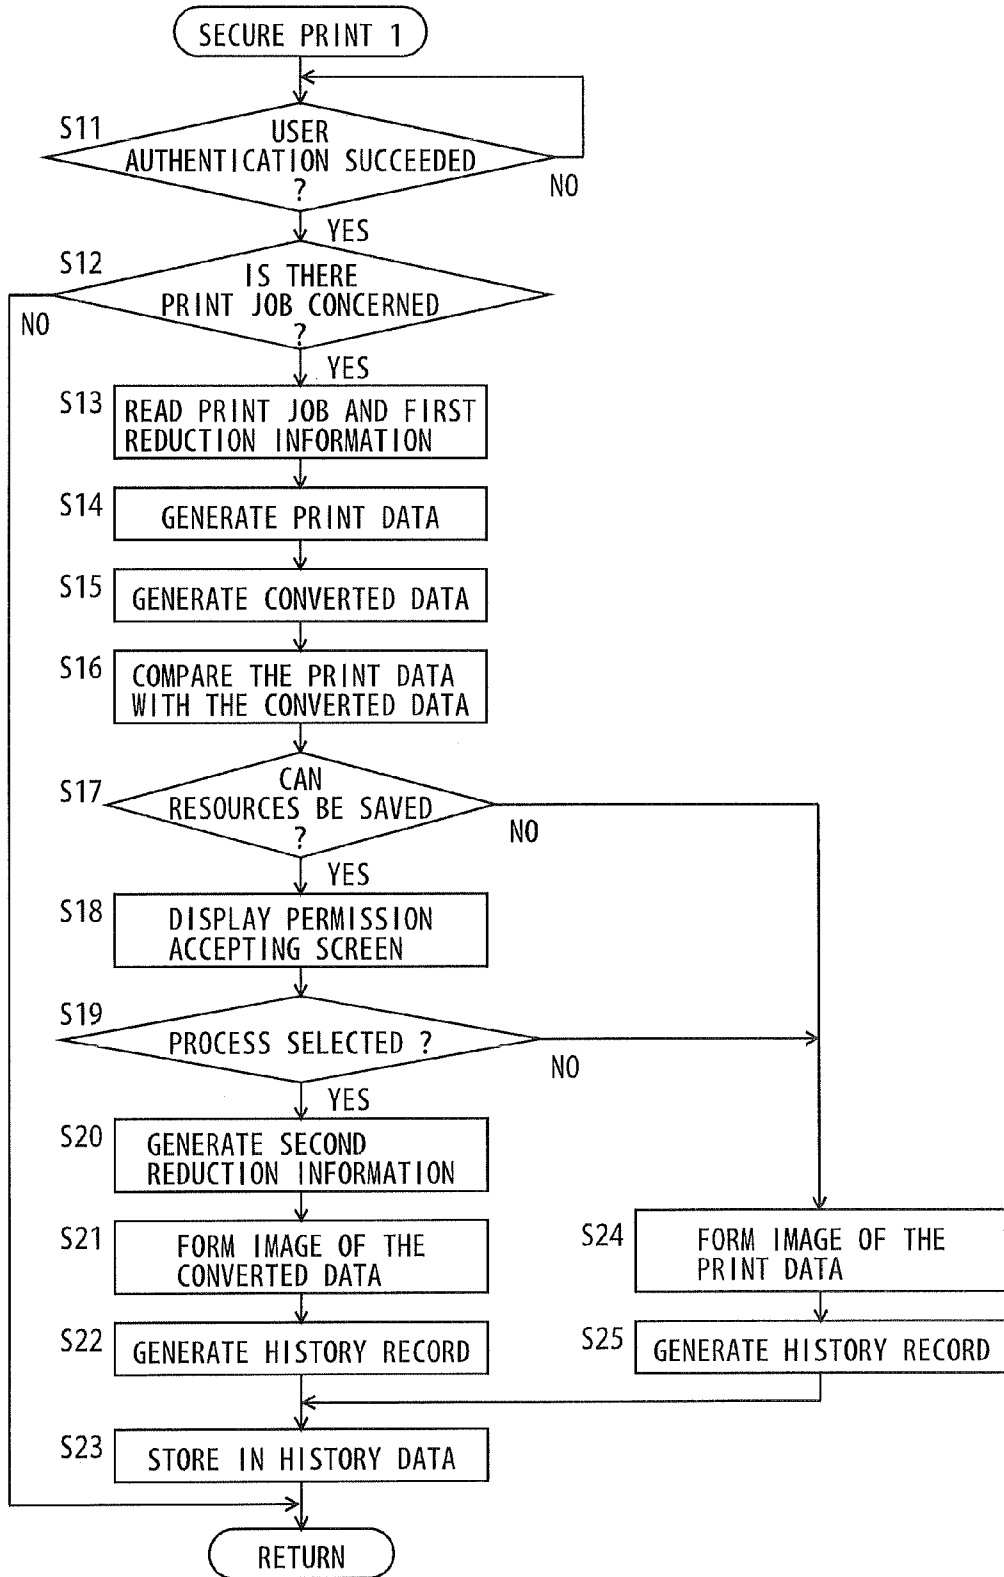 SECURE PRINT 1
S11
USER
AUTHENTICATION SUCCEEDED
?
NO
YES
S12
IS THERE
PRINT JOB CONCERNED
?
NO
YES
S13
READ PRINT JOB AND FIRST
REDUCTION INFORMATION
S14
GENERATE PRINT DATA
S15
GENERATE CONVERTED DATA
S16
COMPARE THE PRINT DATA
WITH THE CONVERTED DATA
S17
CAN
RESOURCES BE SAVED
?
NO
YES
S18
DISPLAY PERMISSION
ACCEPTING SCREEN
S19
PROCESS SELECTED ?
NO
YES
S20
GENERATE SECOND
REDUCTION INFORMATION
S21
FORM IMAGE OF THE
CONVERTED DATA
S24
FORM IMAGE OF THE
PRINT DATA
S22
GENERATE HISTORY RECORD
S25
GENERATE HISTORY RECORD
S23
STORE IN HISTORY DATA
RETURN